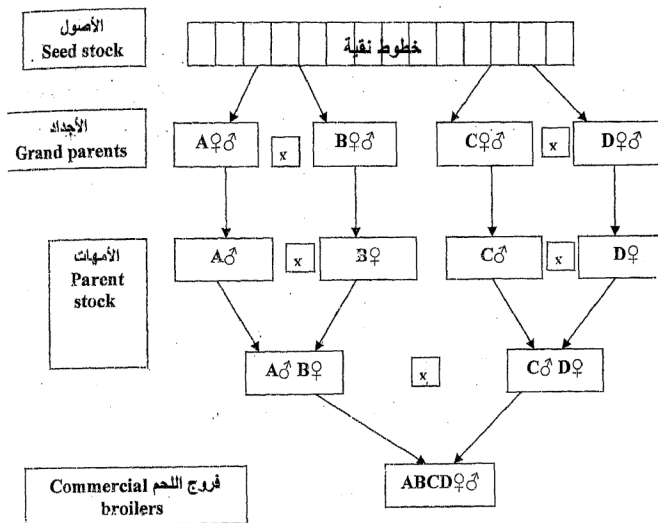 الأصول
Seed stock
خطوط نقية
الأجداد
Grand parents
A♀♂
x
B♀♂
C♀♂
x
D♀♂
الأمهات
Parent
stock
A♂
x
B♀
C♂
x
D♀
A♂ B♀
x
C♂ D♀
Commercial فروج اللحم
broilers
ABCD♀♂